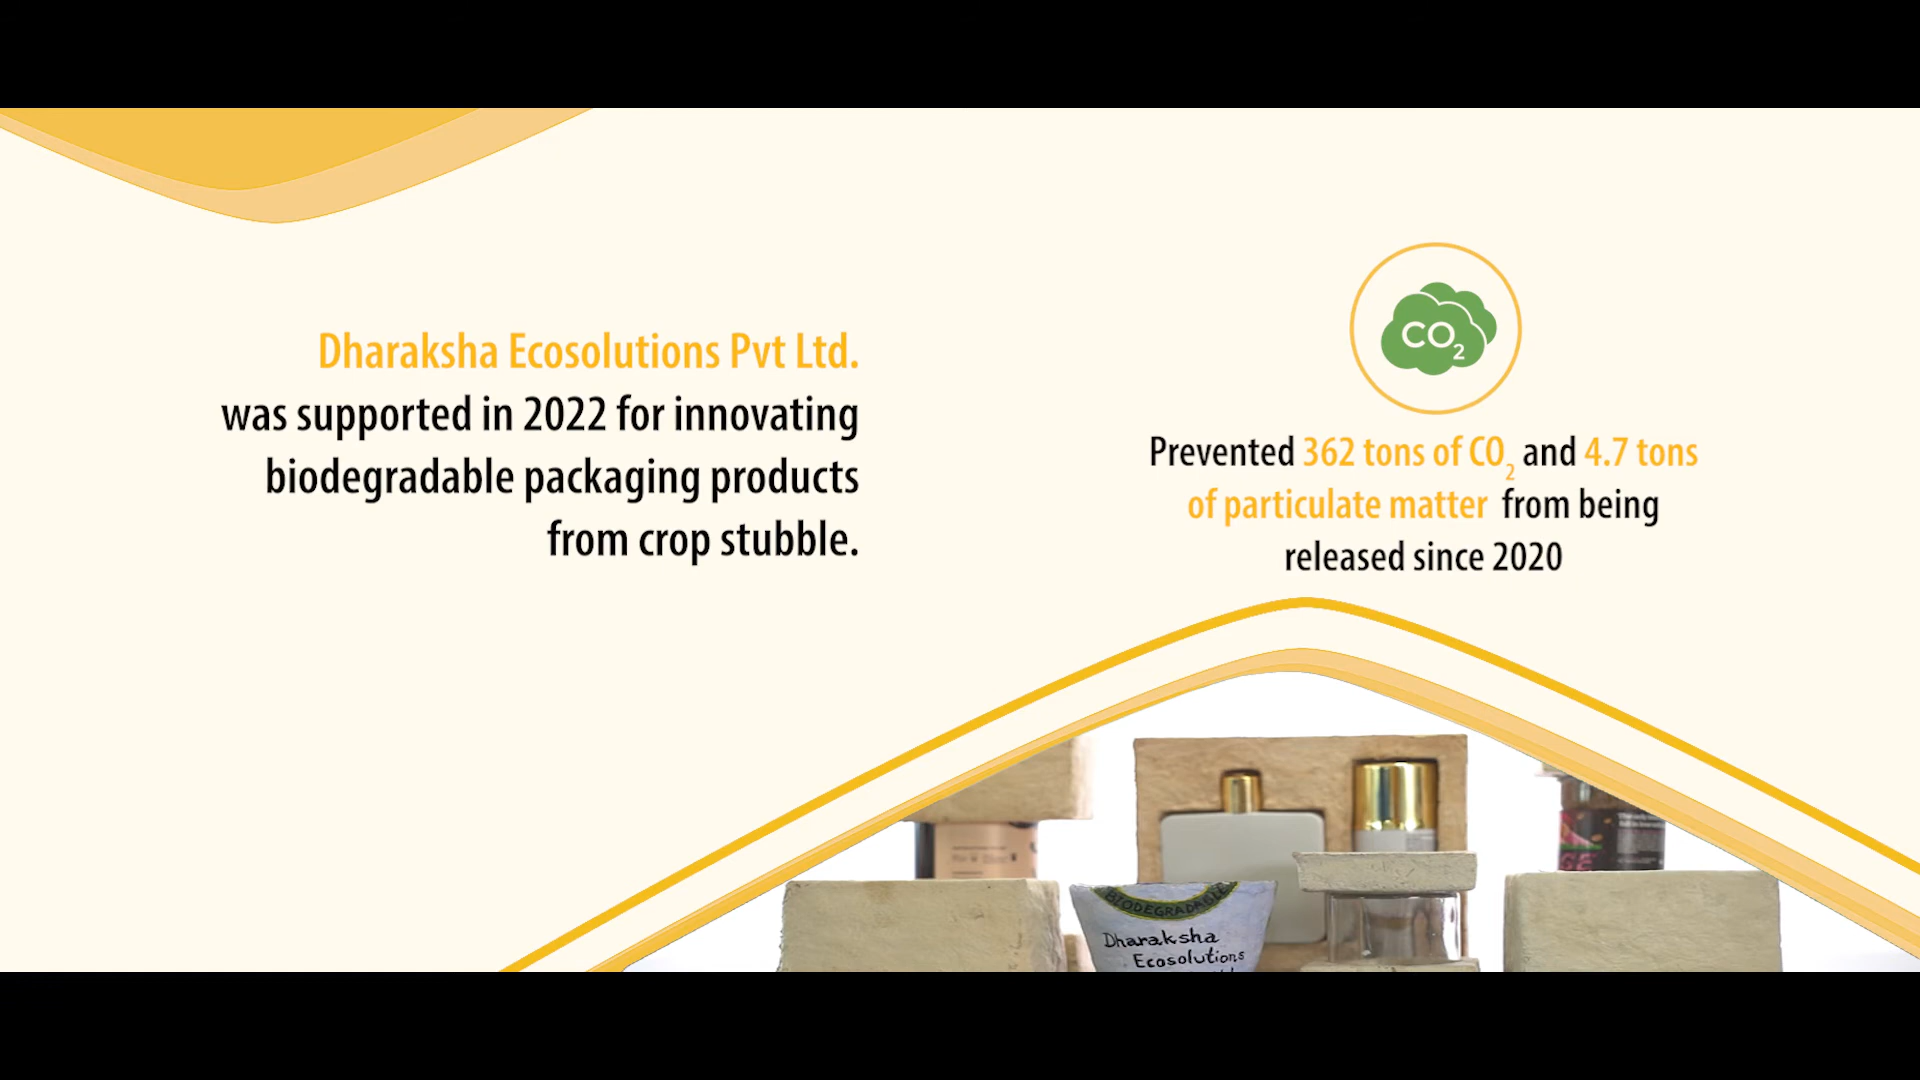 Dharaksha Ecosolutions Pvt Ltd.
was supported in 2022 for innovating
biodegradable packaging products
from crop stubble.
CO₂
Prevented 362 tons of CO₂ and 4.7 tons
of particulate matter from being
released since 2020
BIODEGRADABLE
Dharaksha
Ecosolutions